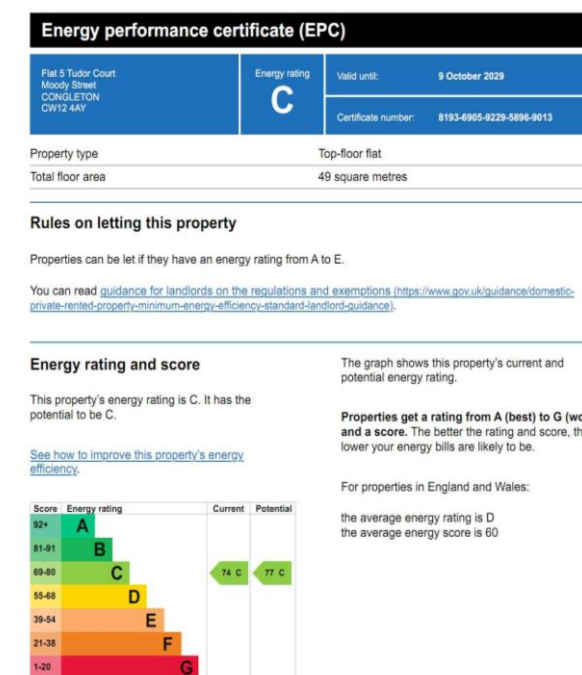 Energy performance certificate (EPC)
Flat 5 Tudor Court
Moody Street
CONGLETON
CW12 4AY
Energy rating
C
Valid until: 9 October 2029
Certificate number: 8193-6905-9229-5896-9013
Property type Top-floor flat
Total floor area 49 square metres
Rules on letting this property
Properties can be let if they have an energy rating from A to E.
You can read guidance for landlords on the regulations and exemptions (https://www.gov.uk/guidance/domestic-
private-rented-property-minimum-energy-efficiency-standard-landlord-guidance).
Energy rating and score
This property's energy rating is C. It has the
potential to be C.
See how to improve this property's energy
efficiency.
Score Energy rating Current Potential
92+ A
81-91 B
69-80 C 74 C 77 C
55-68 D
39-54 E
21-38 F
1-20 G
The graph shows this property's current and
potential energy rating.
Properties get a rating from A (best) to G (wo
and a score. The better the rating and score, th
lower your energy bills are likely to be.
For properties in England and Wales:
the average energy rating is D
the average energy score is 60